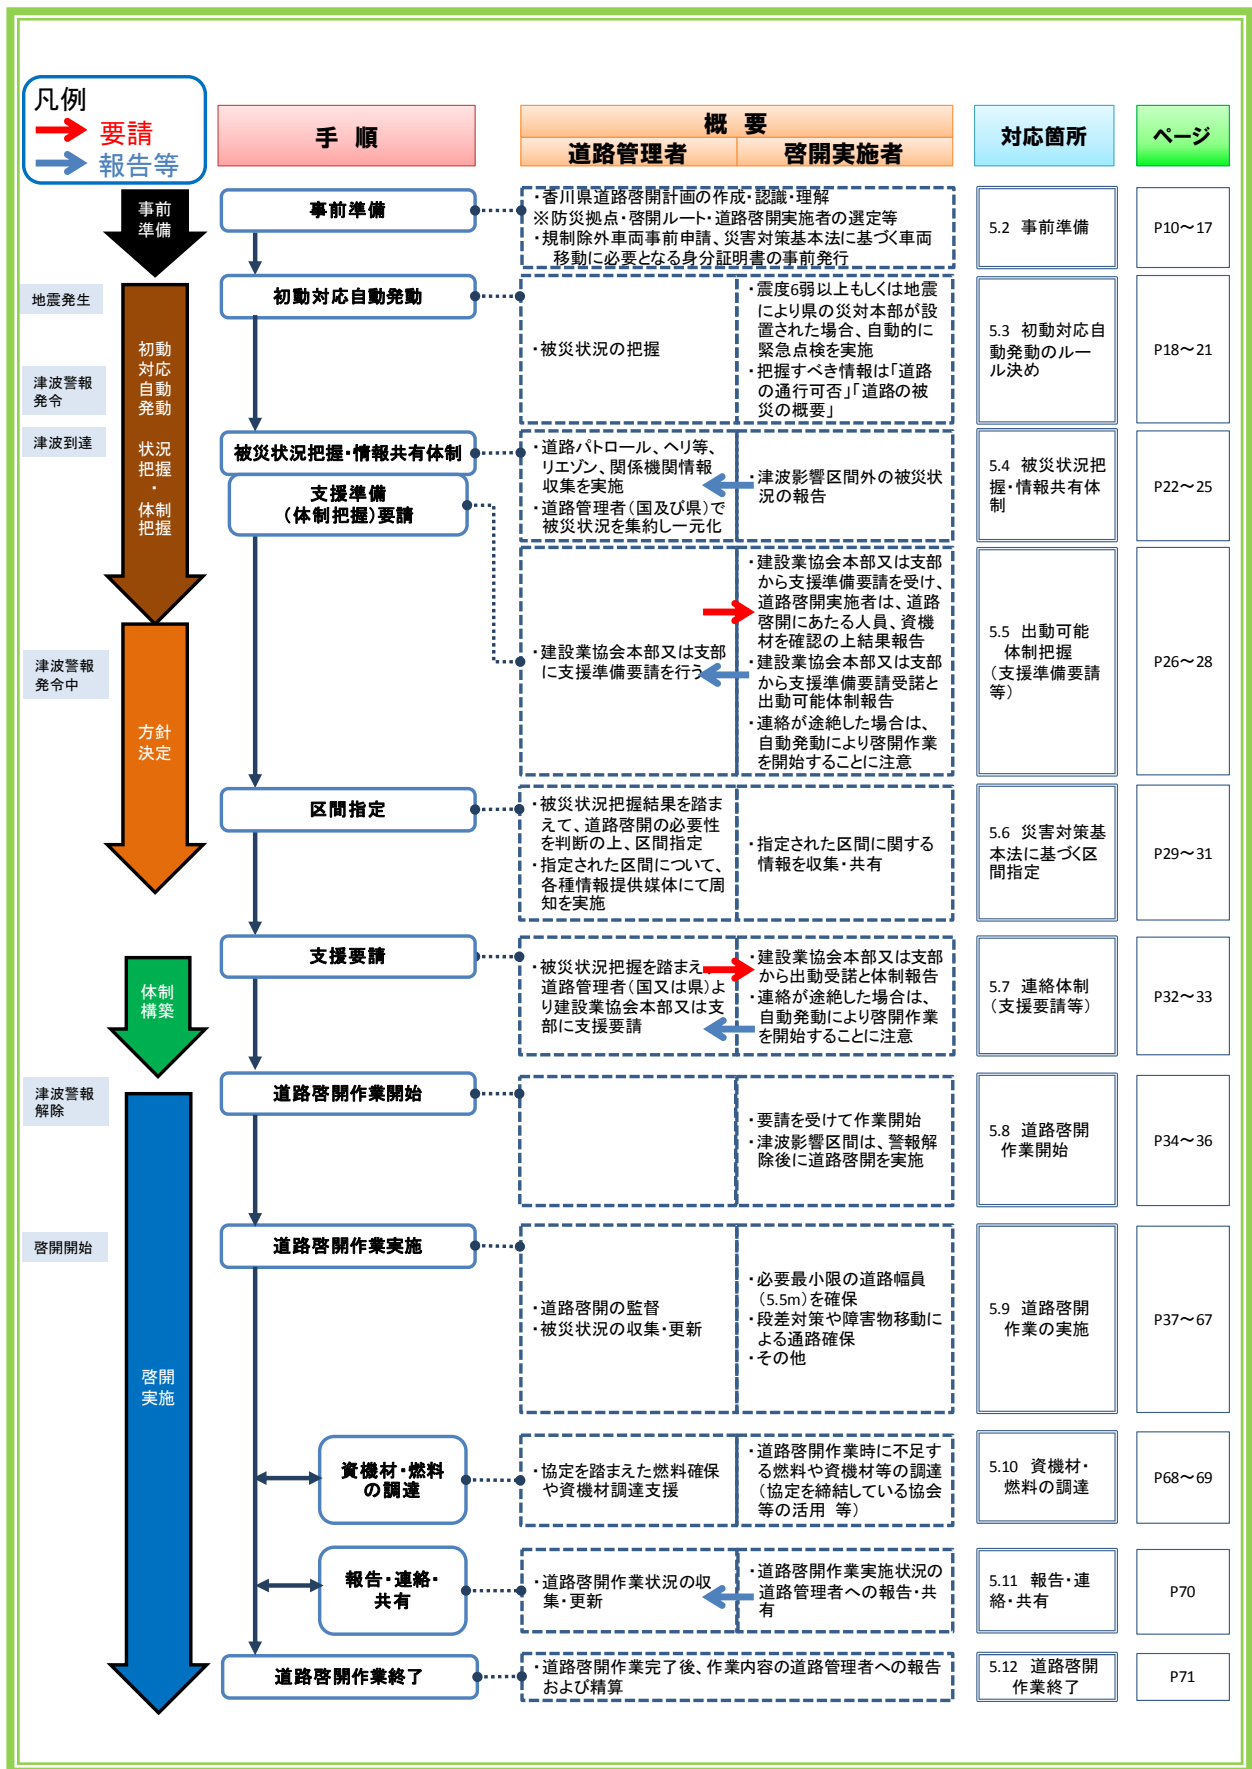 凡例
要請
報告等
手 順
概 要
道路管理者
啓開実施者
対応箇所
ページ
事前
準備
事前準備
・香川県道路啓開計画の作成・認識・理解
※防災拠点・啓開ルート・道路啓開実施者の選定等
・規制除外車両事前申請、災害対策基本法に基づく車両
移動に必要となる身分証明書の事前発行
5.2 事前準備
P10～17
地震発生
津波警報
発令
津波到達
初動
対応
自動
発動
状況
把握
・
体制
把握
初動対応自動発動
・被災状況の把握
・震度6弱以上もしくは地震
により県の災対本部が設
置された場合、自動的に
緊急点検を実施
・把握すべき情報は「道路
の通行可否」「道路の被
災の概要」
5.3 初動対応自
動発動のルー
ル決め
P18～21
被災状況把握・情報共有体制
・道路パトロール、ヘリ等、
リエゾン、関係機関情報
収集を実施
・道路管理者（国及び県）で
被災状況を集約し一元化
・津波影響区間外の被災状
況の報告
5.4 被災状況把
握・情報共有体
制
P22～25
支援準備
（体制把握）要請
・建設業協会本部又は支部
に支援準備要請を行う
・建設業協会本部又は支部
から支援準備要請を受け、
道路啓開実施者は、道路
啓開にあたる人員、資機
材を確認の上結果報告
・建設業協会本部又は支部
から支援準備要請受諾と
出動可能体制報告
・連絡が途絶した場合は、
自動発動により啓開作業
を開始することに注意
5.5 出動可能
体制把握
（支援準備要請
等）
P26～28
津波警報
発令中
方針
決定
区間指定
・被災状況把握結果を踏ま
えて、道路啓開の必要性
を判断の上、区間指定
・指定された区間について、
各種情報提供媒体にて周
知を実施
・指定された区間に関する
情報を収集・共有
5.6 災害対策基
本法に基づく区
間指定
P29～31
体制
構築
支援要請
・被災状況把握を踏まえ、
道路管理者（国又は県）よ
り建設業協会本部又は支
部に支援要請
・建設業協会本部又は支部
から出動受諾と体制報告
・連絡が途絶した場合は、
自動発動により啓開作業
を開始することに注意
5.7 連絡体制
（支援要請等）
P32～33
津波警報
解除
道路啓開作業開始
・要請を受けて作業開始
・津波影響区間は、警報解
除後に道路啓開を実施
5.8 道路啓開
作業開始
P34～36
啓開開始
啓開
実施
道路啓開作業実施
・道路啓開の監督
・被災状況の収集・更新
・必要最小限の道路幅員
（5.5m）を確保
・段差対策や障害物移動に
よる通路確保
・その他
5.9 道路啓開
作業の実施
P37～67
資機材・燃料
の調達
・協定を踏まえた燃料確保
や資機材調達支援
・道路啓開作業時に不足す
る燃料や資機材等の調達
（協定を締結している協会
等の活用 等）
5.10 資機材・
燃料の調達
P68～69
報告・連絡・
共有
・道路啓開作業状況の収
集・更新
・道路啓開作業実施状況の
道路管理者への報告・共
有
5.11 報告・連
絡・共有
P70
道路啓開作業終了
・道路啓開作業完了後、作業内容の道路管理者への報告
および精算
5.12 道路啓開
作業終了
P71